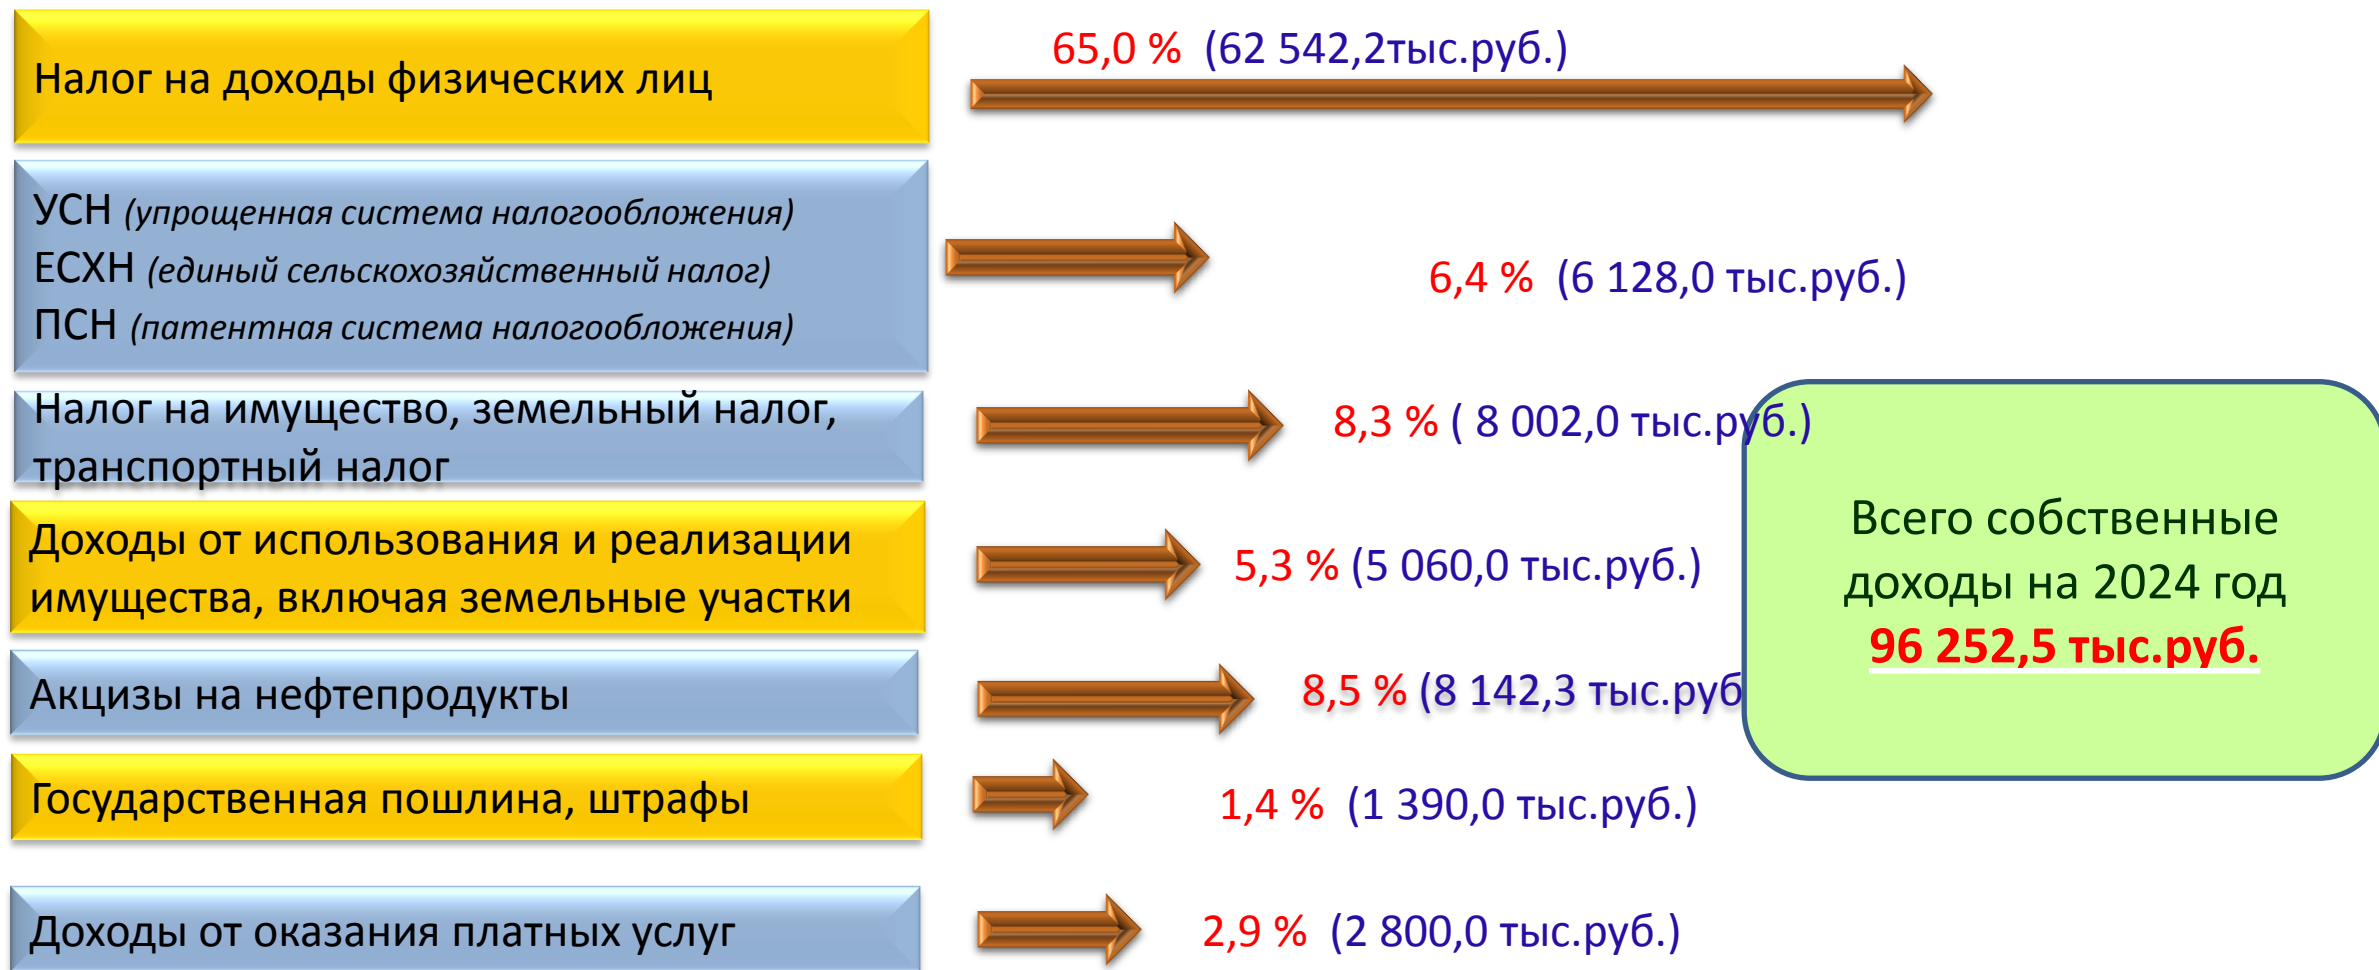 Налог на доходы физических лиц
65,0 % (62 542,2тыс.руб.)
УСН (упрощенная система налогообложения)
ЕСХН (единый сельскохозяйственный налог)
ПСН (патентная система налогообложения)
6,4 % (6 128,0 тыс.руб.)
Налог на имущество, земельный налог,
транспортный налог
8,3 % ( 8 002,0 тыс.руб.)
Доходы от использования и реализации
имущества, включая земельные участки
5,3 % (5 060,0 тыс.руб.)
Всего собственные
доходы на 2024 год
96 252,5 тыс.руб.
Акцизы на нефтепродукты
8,5 % (8 142,3 тыс.руб
Государственная пошлина, штрафы
1,4 % (1 390,0 тыс.руб.)
Доходы от оказания платных услуг
2,9 % (2 800,0 тыс.руб.)